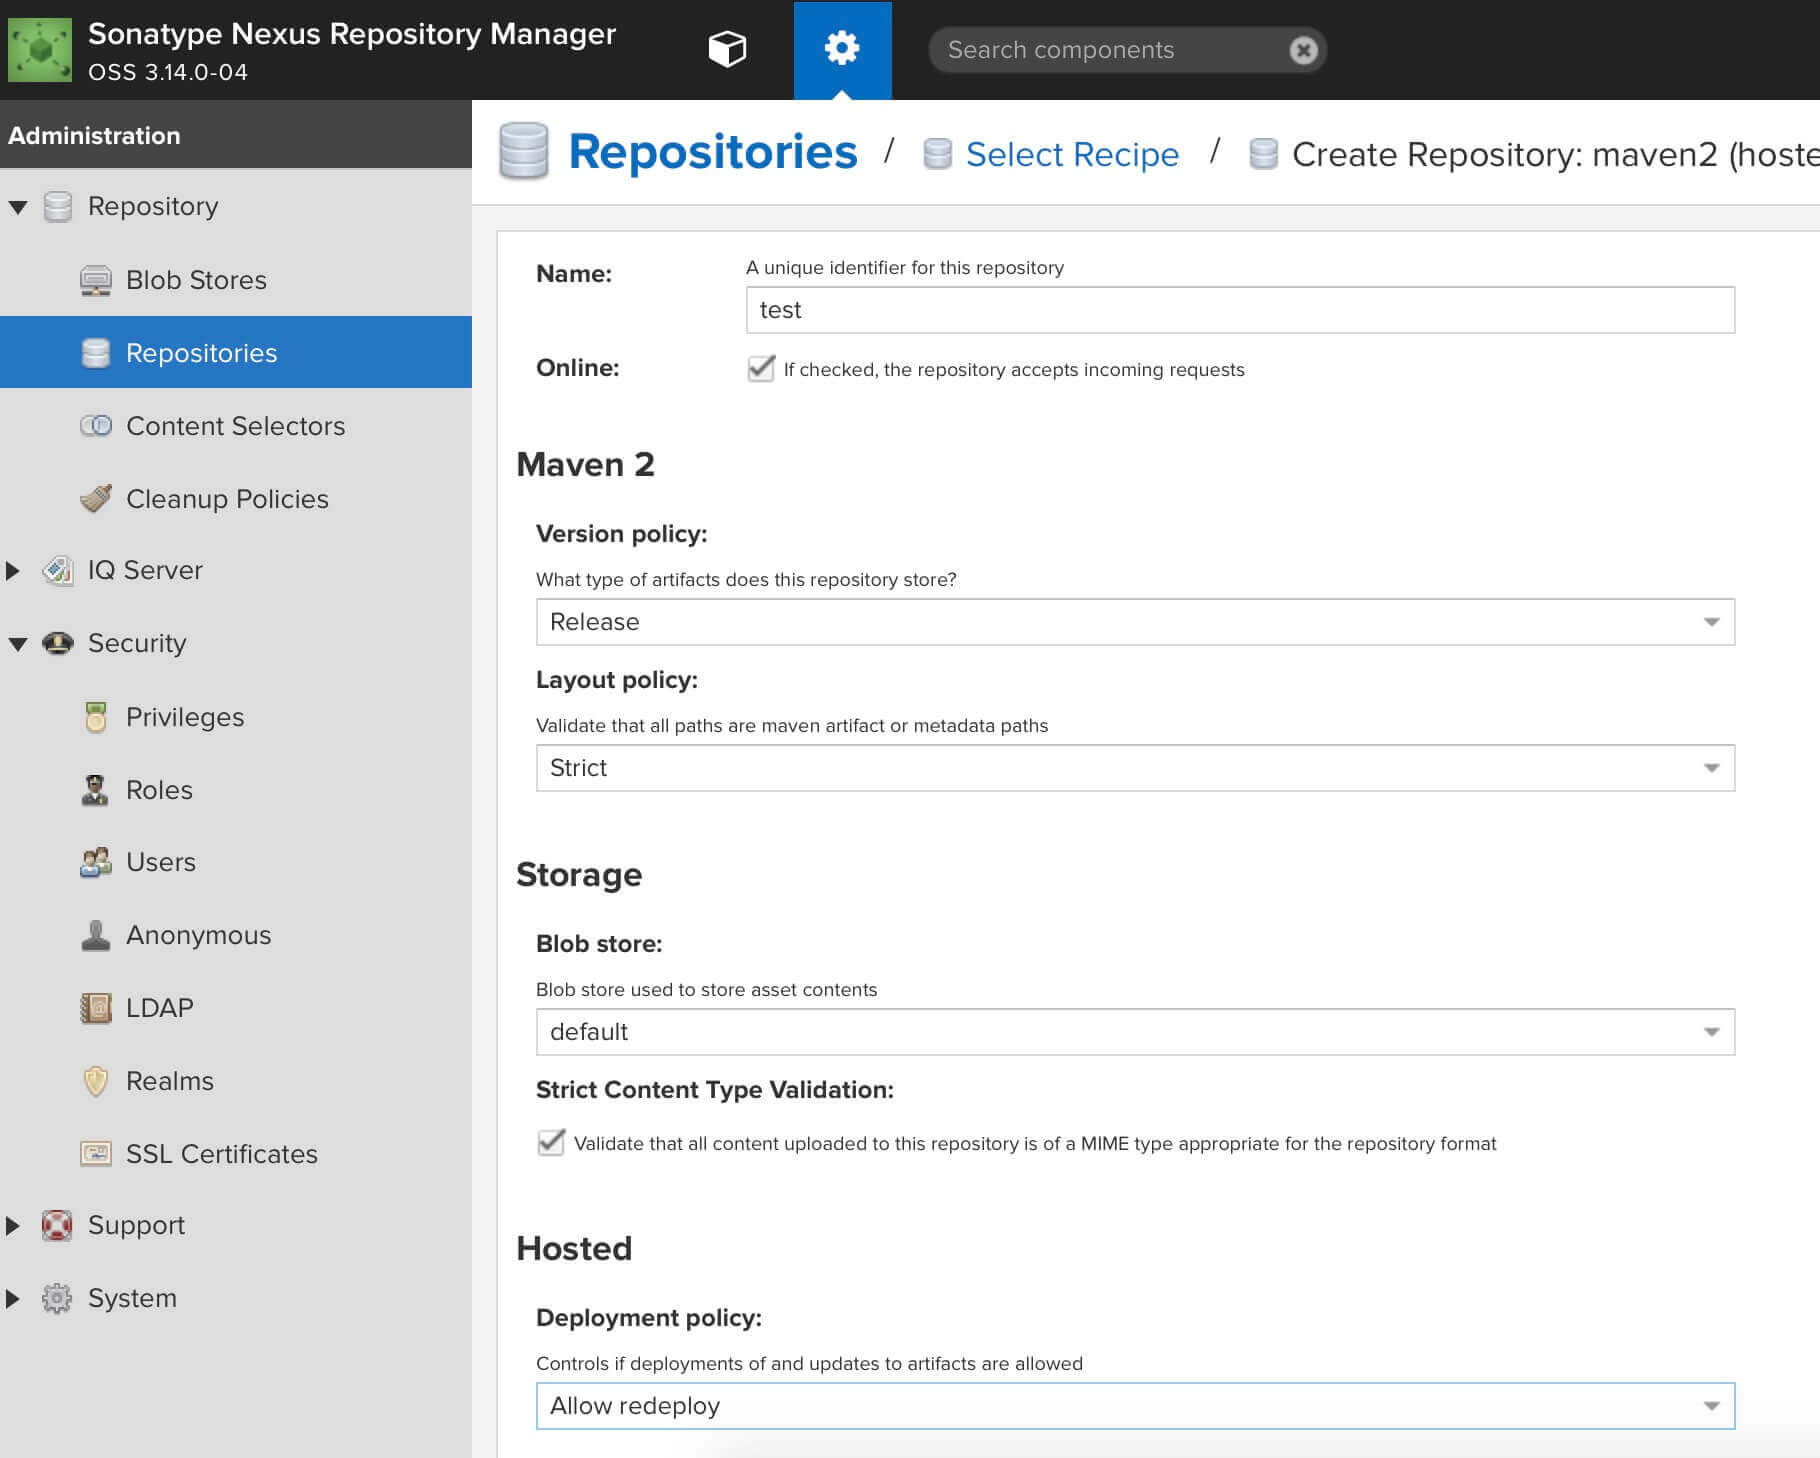 Sonatype Nexus Repository Manager
OSS 3.14.0-04
Search components
Administration
Repository
Blob Stores
Repositories
Content Selectors
Cleanup Policies
IQ Server
Security
Privileges
Roles
Users
Anonymous
LDAP
Realms
SSL Certificates
Support
System
Repositories / Select Recipe / Create Repository: maven2 (hoste
Name:
A unique identifier for this repository
test
Online:
If checked, the repository accepts incoming requests
Maven 2
Version policy:
What type of artifacts does this repository store?
Release
Layout policy:
Validate that all paths are maven artifact or metadata paths
Strict
Storage
Blob store:
Blob store used to store asset contents
default
Strict Content Type Validation:
Validate that all content uploaded to this repository is of a MIME type appropriate for the repository format
Hosted
Deployment policy:
Controls if deployments of and updates to artifacts are allowed
Allow redeploy